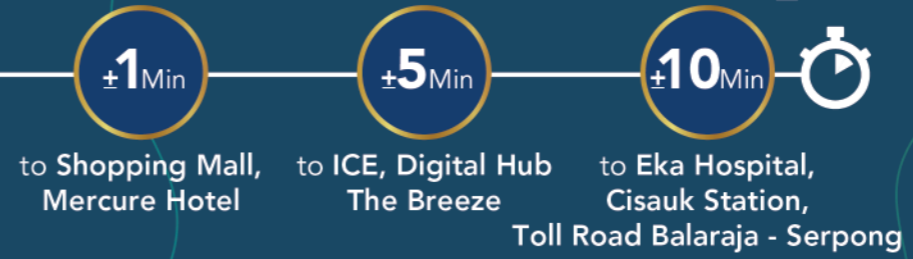 ±1Min
to Shopping Mall,
Mercure Hotel
±5Min
to ICE, Digital Hub
The Breeze
±10Min
to Eka Hospital,
Cisauk Station,
Toll Road Balaraja - Serpong